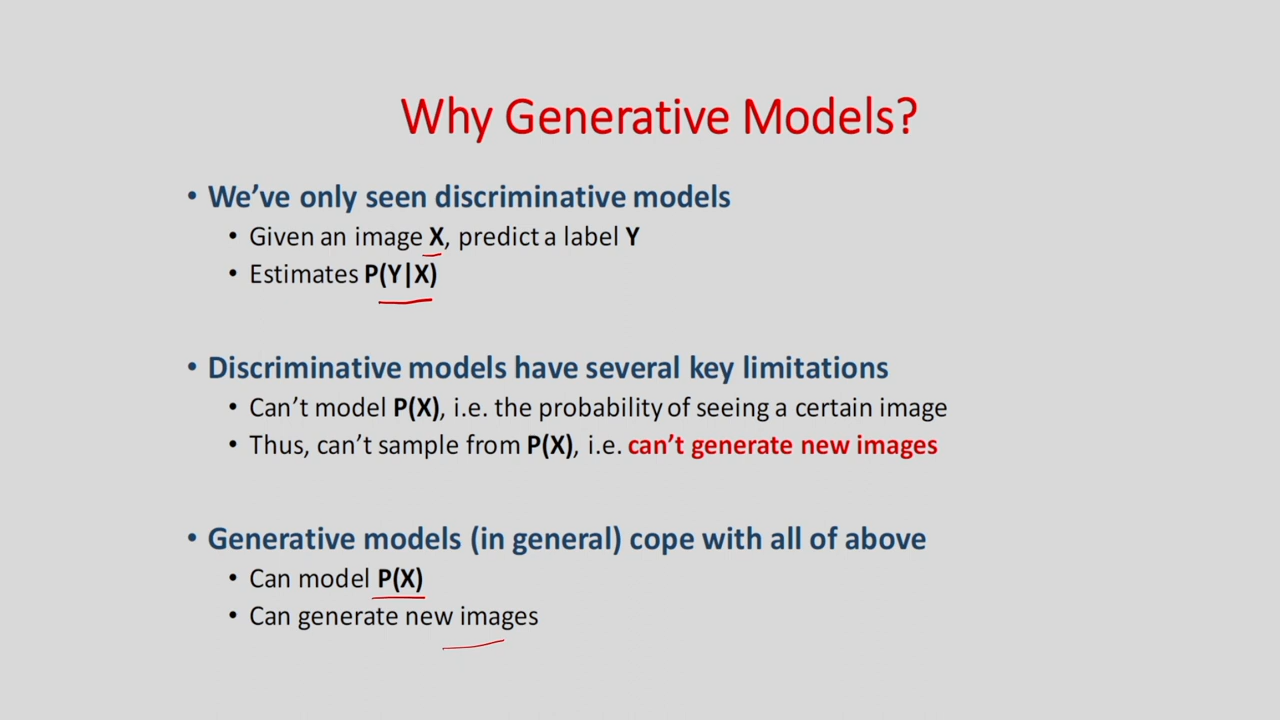 Why Generative Models?
• We've only seen discriminative models
• Given an image X, predict a label Y
• Estimates P(Y|X)
• Discriminative models have several key limitations
• Can't model P(X), i.e. the probability of seeing a certain image
• Thus, can't sample from P(X), i.e. can't generate new images
• Generative models (in general) cope with all of above
• Can model P(X)
• Can generate new images